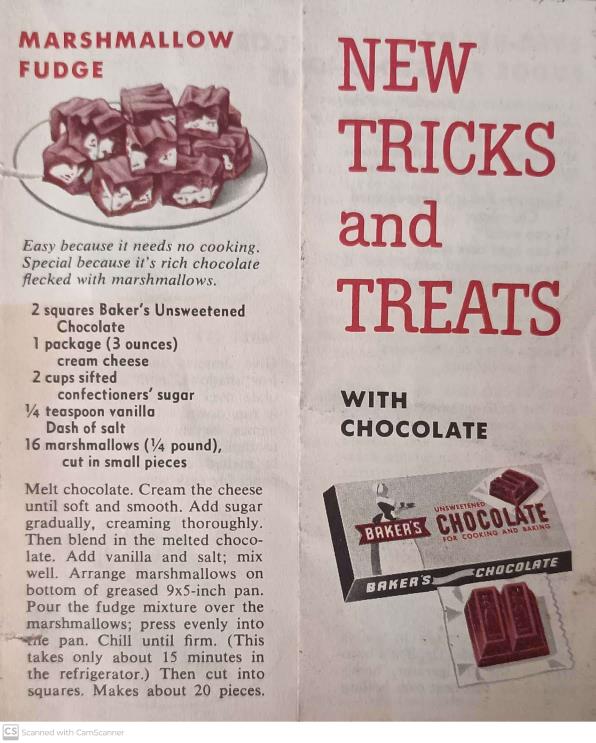 MARSHMALLOW
FUDGE
Easy because it needs no cooking.
Special because it's rich chocolate
flecked with marshmallows.
2 squares Baker's Unsweetened
Chocolate
1 package (3 ounces)
cream cheese
2 cups sifted
confectioners' sugar
¼ teaspoon vanilla
Dash of salt
16 marshmallows (¼ pound),
cut in small pieces
Melt chocolate. Cream the cheese
until soft and smooth. Add sugar
gradually, creaming thoroughly.
Then blend in the melted choco-
late. Add vanilla and salt; mix
well. Arrange marshmallows on
bottom of greased 9x5-inch pan.
Pour the fudge mixture over the
marshmallows; press evenly into
the pan. Chill until firm. (This
takes only about 15 minutes in
the refrigerator.) Then cut into
squares. Makes about 20 pieces.
NEW
TRICKS
and
TREATS
WITH
CHOCOLATE
UNSWEETENED
BAKER'S CHOCOLATE
FOR COOKING AND BAKING
BAKER'S CHOCOLATE
CS Scanned with CamScanner